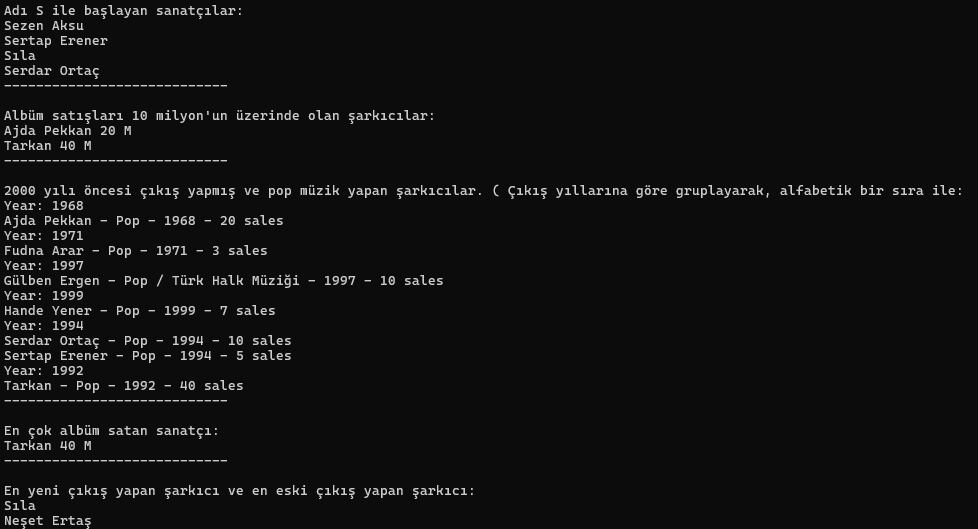 Adı S ile başlayan sanatçılar:
Sezen Aksu
Sertap Erener
Sıla
Serdar Ortaç
----------------------------
Albüm satışları 10 milyon'un üzerinde olan şarkıcılar:
Ajda Pekkan 20 M
Tarkan 40 M
----------------------------
2000 yılı öncesi çıkış yapmış ve pop müzik yapan şarkıcılar. ( Çıkış yıllarına göre gruplayarak, alfabetik bir sıra ile:
Year: 1968
Ajda Pekkan - Pop - 1968 - 20 sales
Year: 1971
Fudna Arar - Pop - 1971 - 3 sales
Year: 1997
Gülben Ergen - Pop / Türk Halk Müziği - 1997 - 10 sales
Year: 1999
Hande Yener - Pop - 1999 - 7 sales
Year: 1994
Serdar Ortaç - Pop - 1994 - 10 sales
Sertap Erener - Pop - 1994 - 5 sales
Year: 1992
Tarkan - Pop - 1992 - 40 sales
----------------------------
En çok albüm satan sanatçı:
Tarkan 40 M
----------------------------
En yeni çıkış yapan şarkıcı ve en eski çıkış yapan şarkıcı:
Sıla
Neşet Ertaş